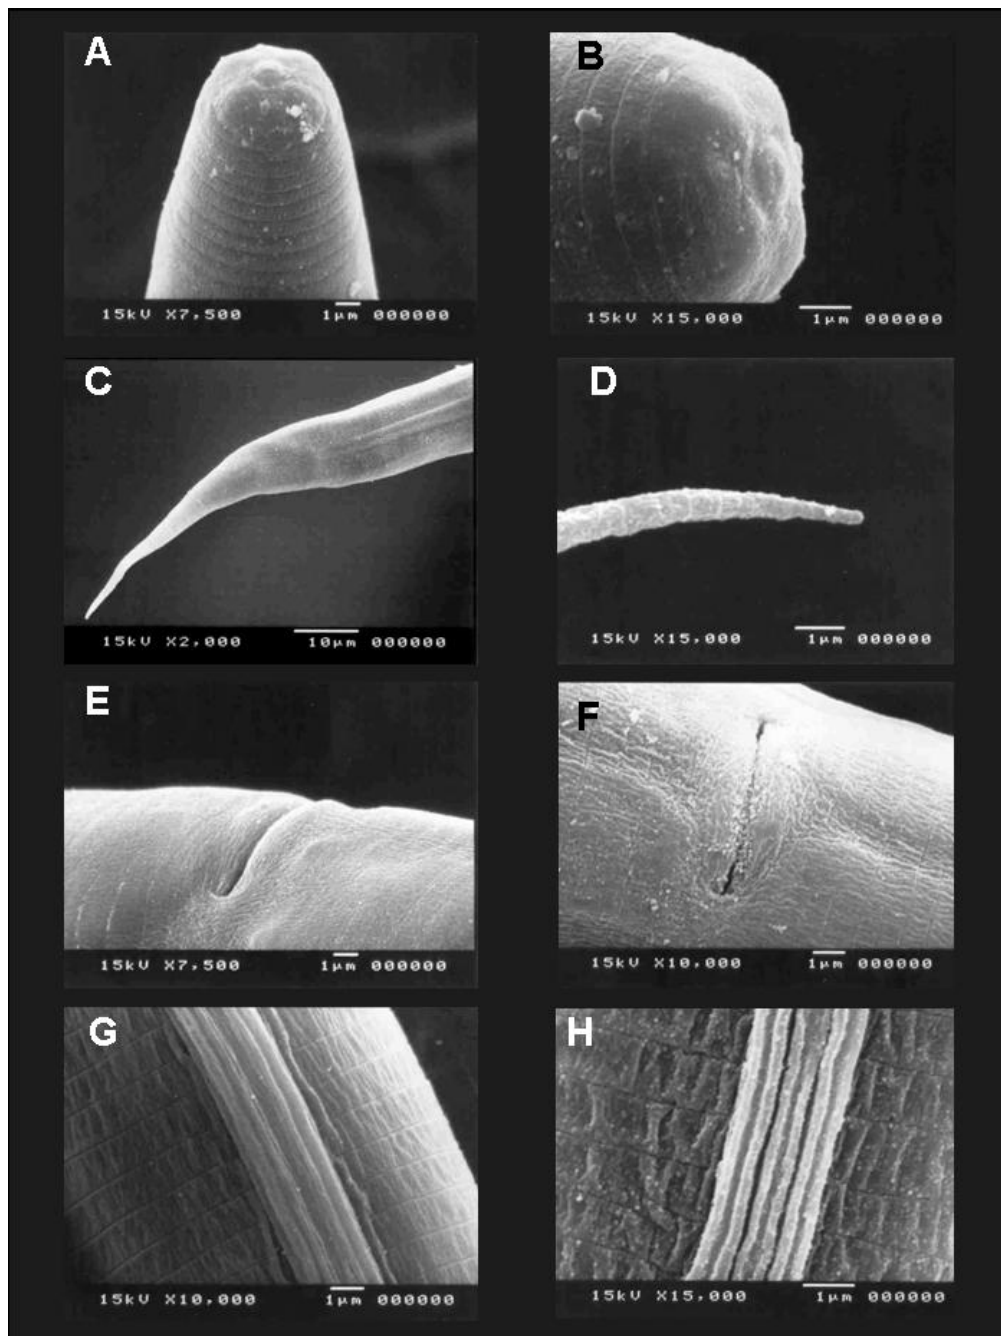 A
B
15kV X7,500 1µm 000000
15kV X15,000 1µm 000000
C
D
15kV X2,000 10µm 000000
15kV X15,000 1µm 000000
E
F
15kV X7,500 1µm 000000
15kV X10,000 1µm 000000
G
H
15kV X10,000 1µm 000000
15kV X15,000 1µm 000000